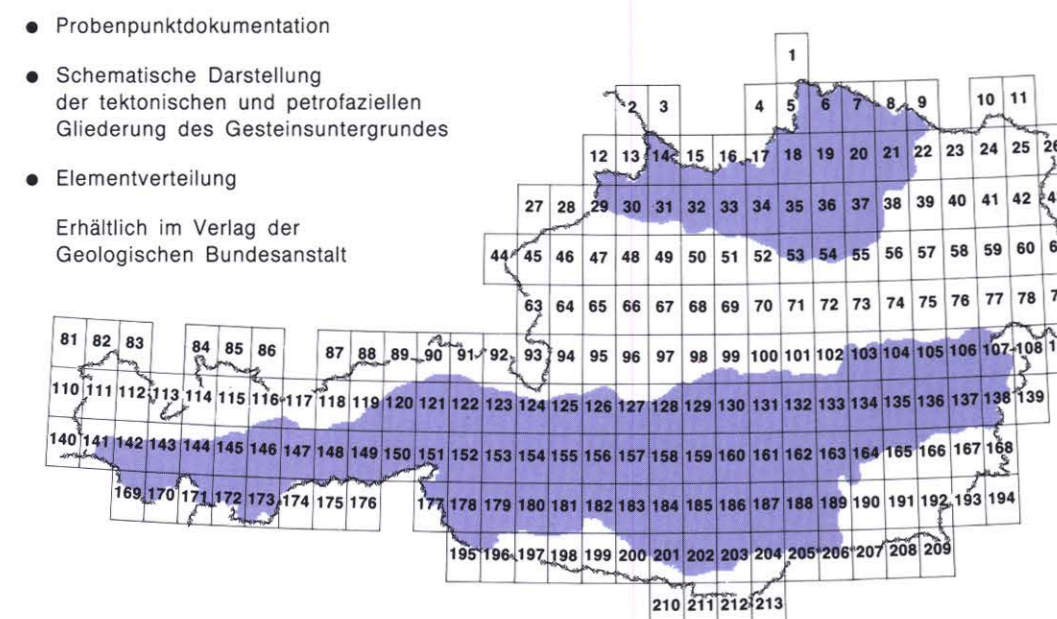 ● Probenpunktdokumentation
● Schematische Darstellung
der tektonischen und petrofaziellen
Gliederung des Gesteinsuntergrundes
● Elementverteilung
Erhältlich im Verlag der
Geologischen Bundesanstalt
1
2 3 4 5 6 7 8 9 10 11
12 13 14 15 16 17 18 19 20 21 22 23 24 25
27 28 29 30 31 32 33 34 35 36 37 38 39 40 41 42
44 45 46 47 48 49 50 51 52 53 54 55 56 57 58 59 60
63 64 65 66 67 68 69 70 71 72 73 74 75 76 77 78
81 82 83 84 85 86 87 88 89 90 91 92 93 94 95 96 97 98 99 100 101 102 103 104 105 106 107 108
110 111 112 113 114 115 116 117 118 119 120 121 122 123 124 125 126 127 128 129 130 131 132 133 134 135 136 137 138 139
140 141 142 143 144 145 146 147 148 149 150 151 152 153 154 155 156 157 158 159 160 161 162 163 164 165 166 167 168
169 170 171 172 173 174 175 176 177 178 179 180 181 182 183 184 185 186 187 188 189 190 191 192 193 194
195 196 197 198 199 200 201 202 203 204 205 206 207 208 209
210 211 212 213